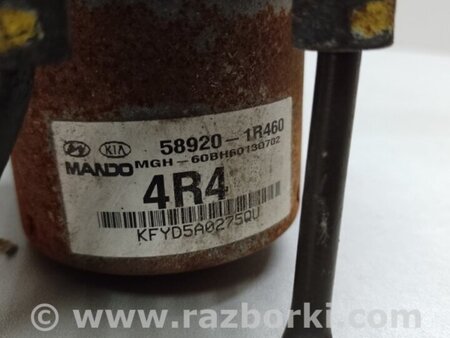 KIA 58920-1R460
MANDO MGH-60BH60130702
4R4
KFYD5A0275QU
www.razborki.com